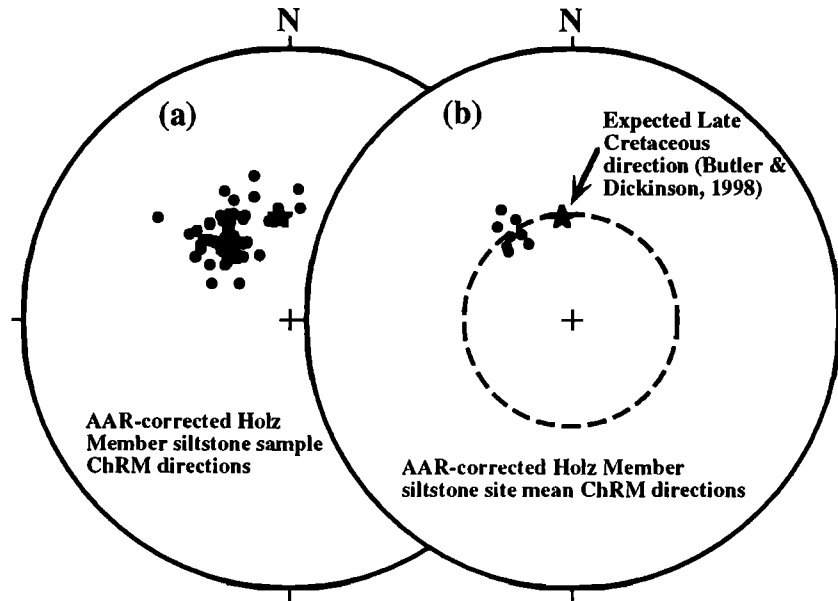 N
N
(a)
(b)
Expected Late
Cretaceous
direction (Butler &
Dickinson, 1998)
AAR-corrected Holz
Member siltstone sample
ChRM directions
AAR-corrected Holz Member
siltstone site mean ChRM directions